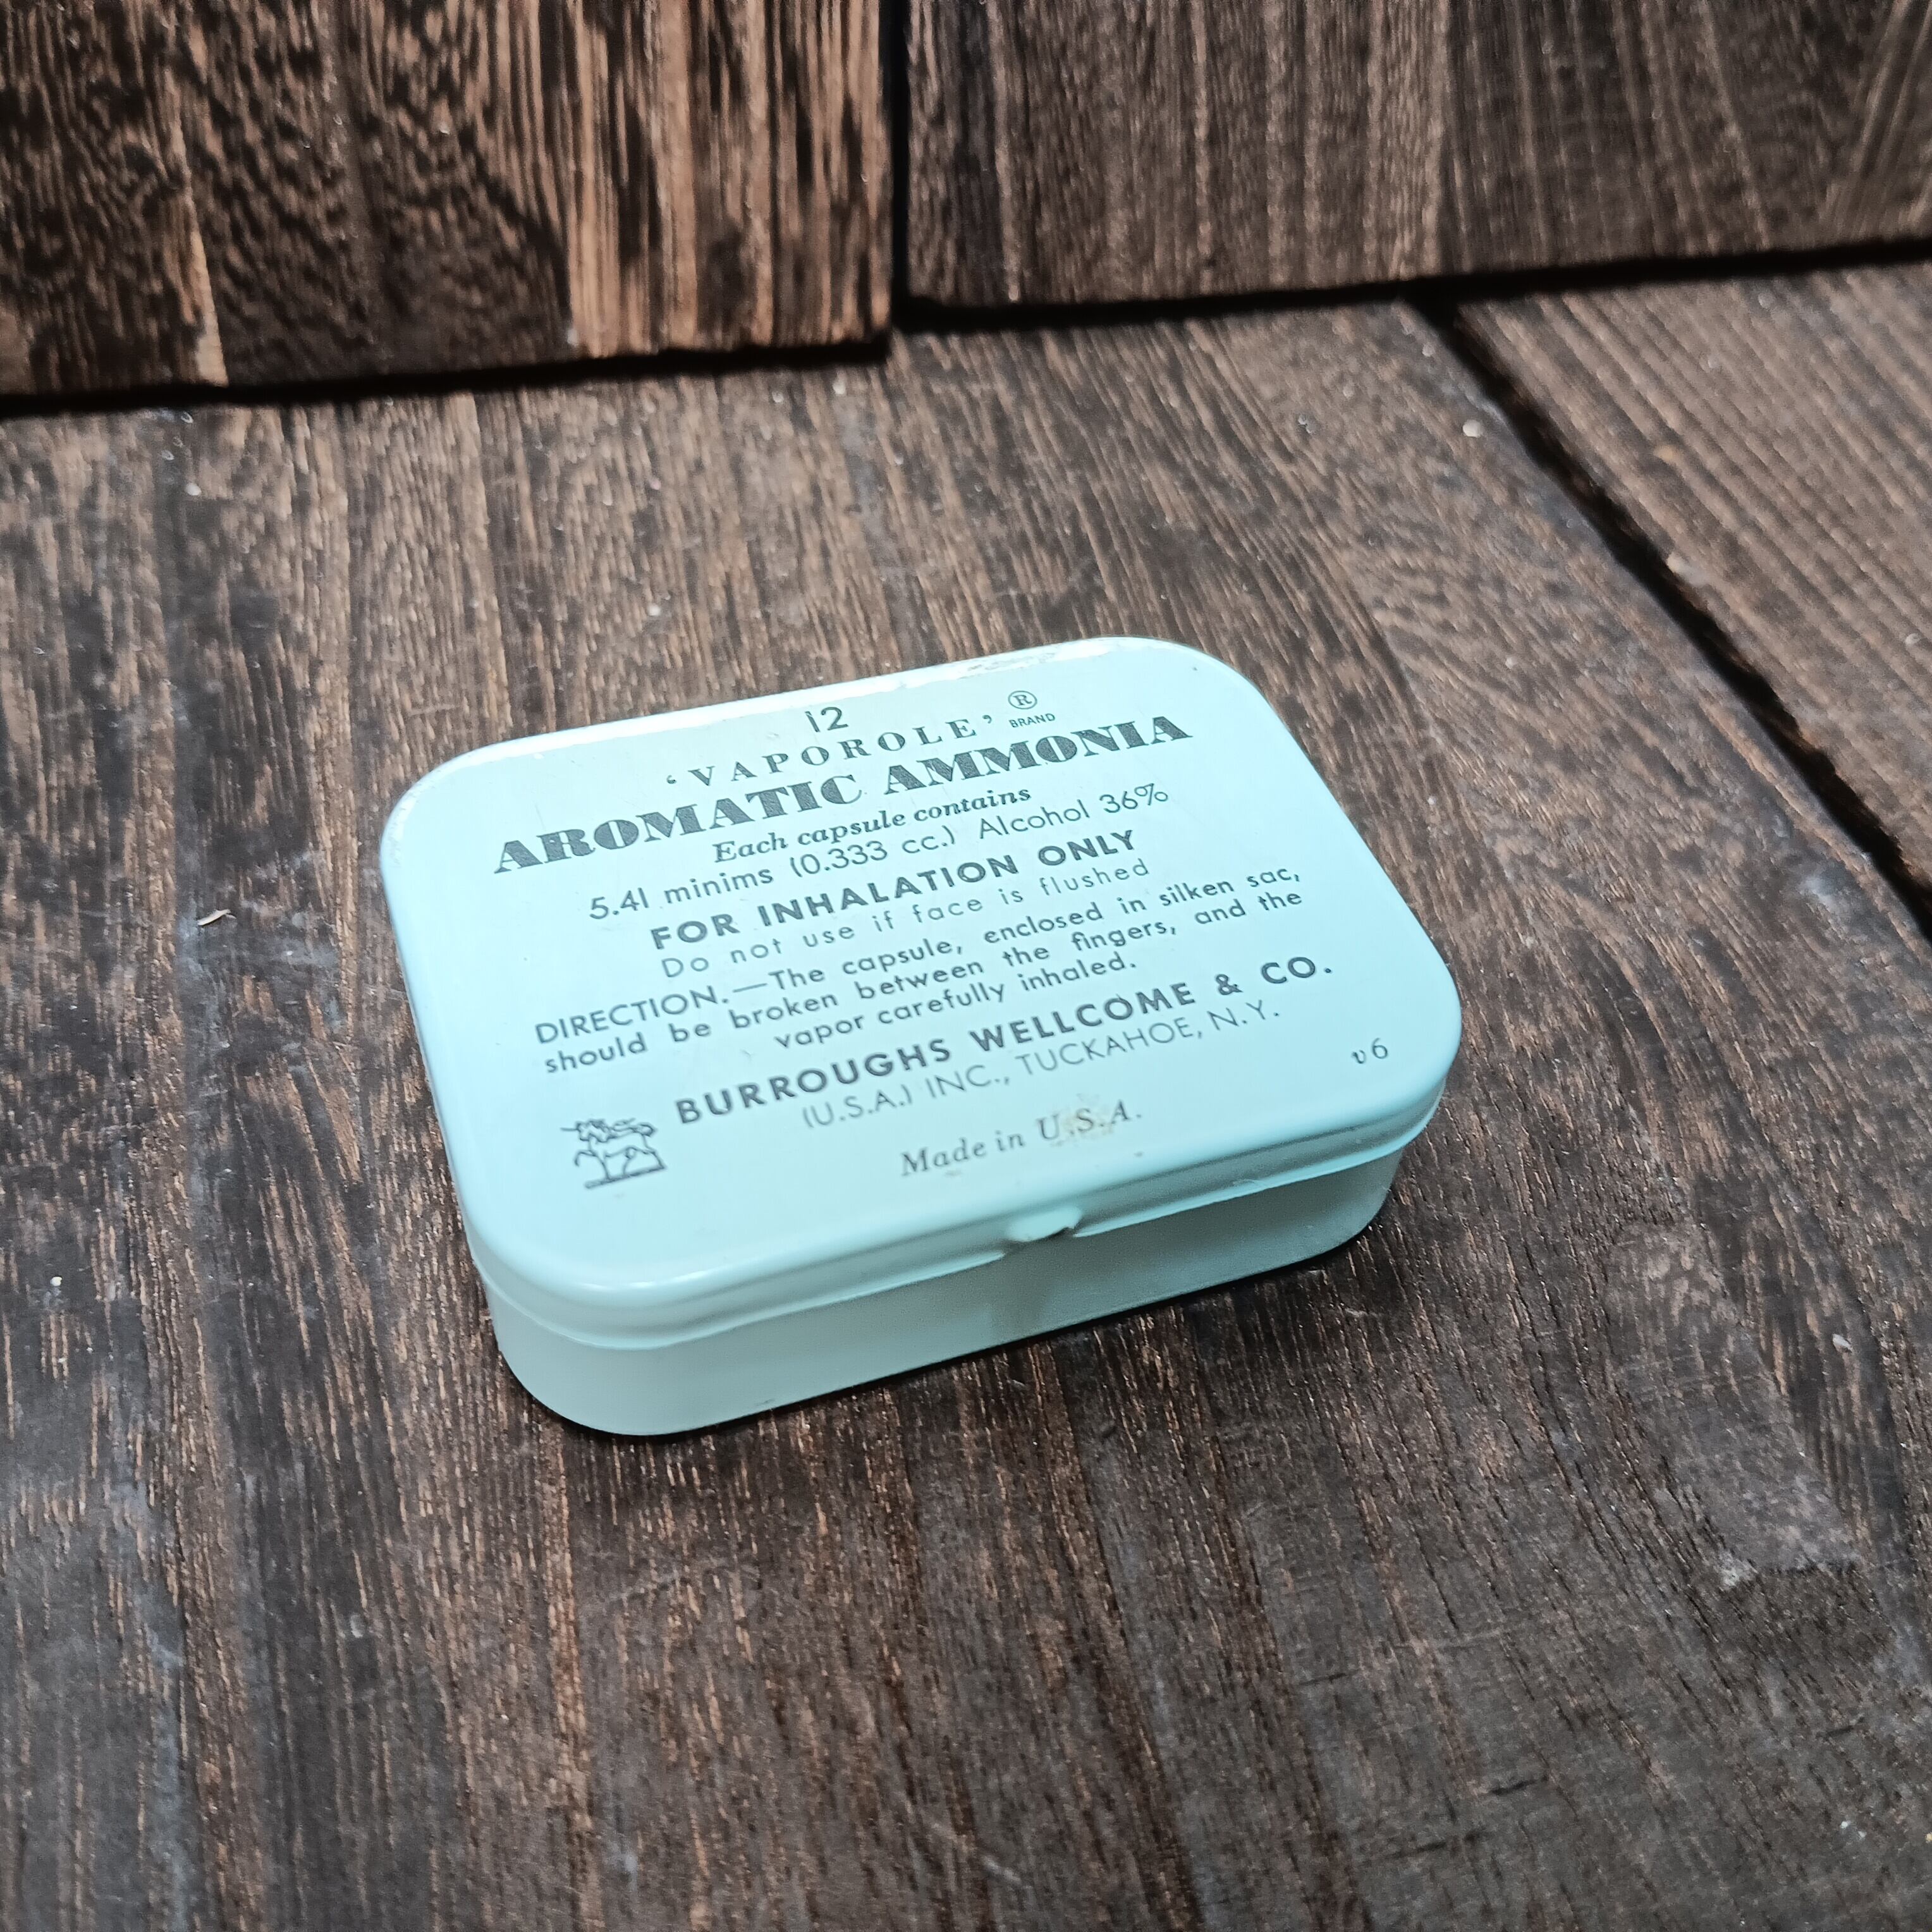 12
‘VAPOROLE’ ® BRAND
AROMATIC AMMONIA
Each capsule contains
5.41 minims (0.333 cc.) Alcohol 36%
FOR INHALATION ONLY
Do not use if face is flushed
DIRECTION.—The capsule, enclosed in silken sac,
should be broken between the fingers, and the
vapor carefully inhaled.
BURROUGHS WELLCOME & CO.
(U.S.A.) INC., TUCKAHOE, N.Y.
Made in U.S.A.
v6